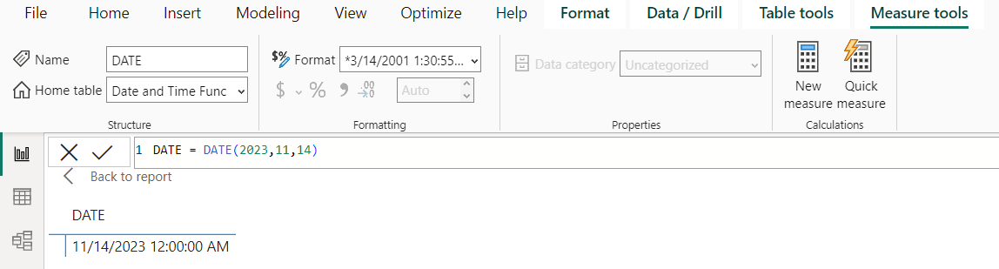 File Home Insert Modeling View Optimize Help Format Data / Drill Table tools Measure tools
Name DATE $% Format *3/14/2001 1:30:55... Data category Uncategorized New measure Quick measure
Home table Date and Time Func $ % 9 .00 →0 Auto
Structure Formatting Properties Calculations
1 DATE = DATE(2023,11,14)
Back to report
DATE
11/14/2023 12:00:00 AM